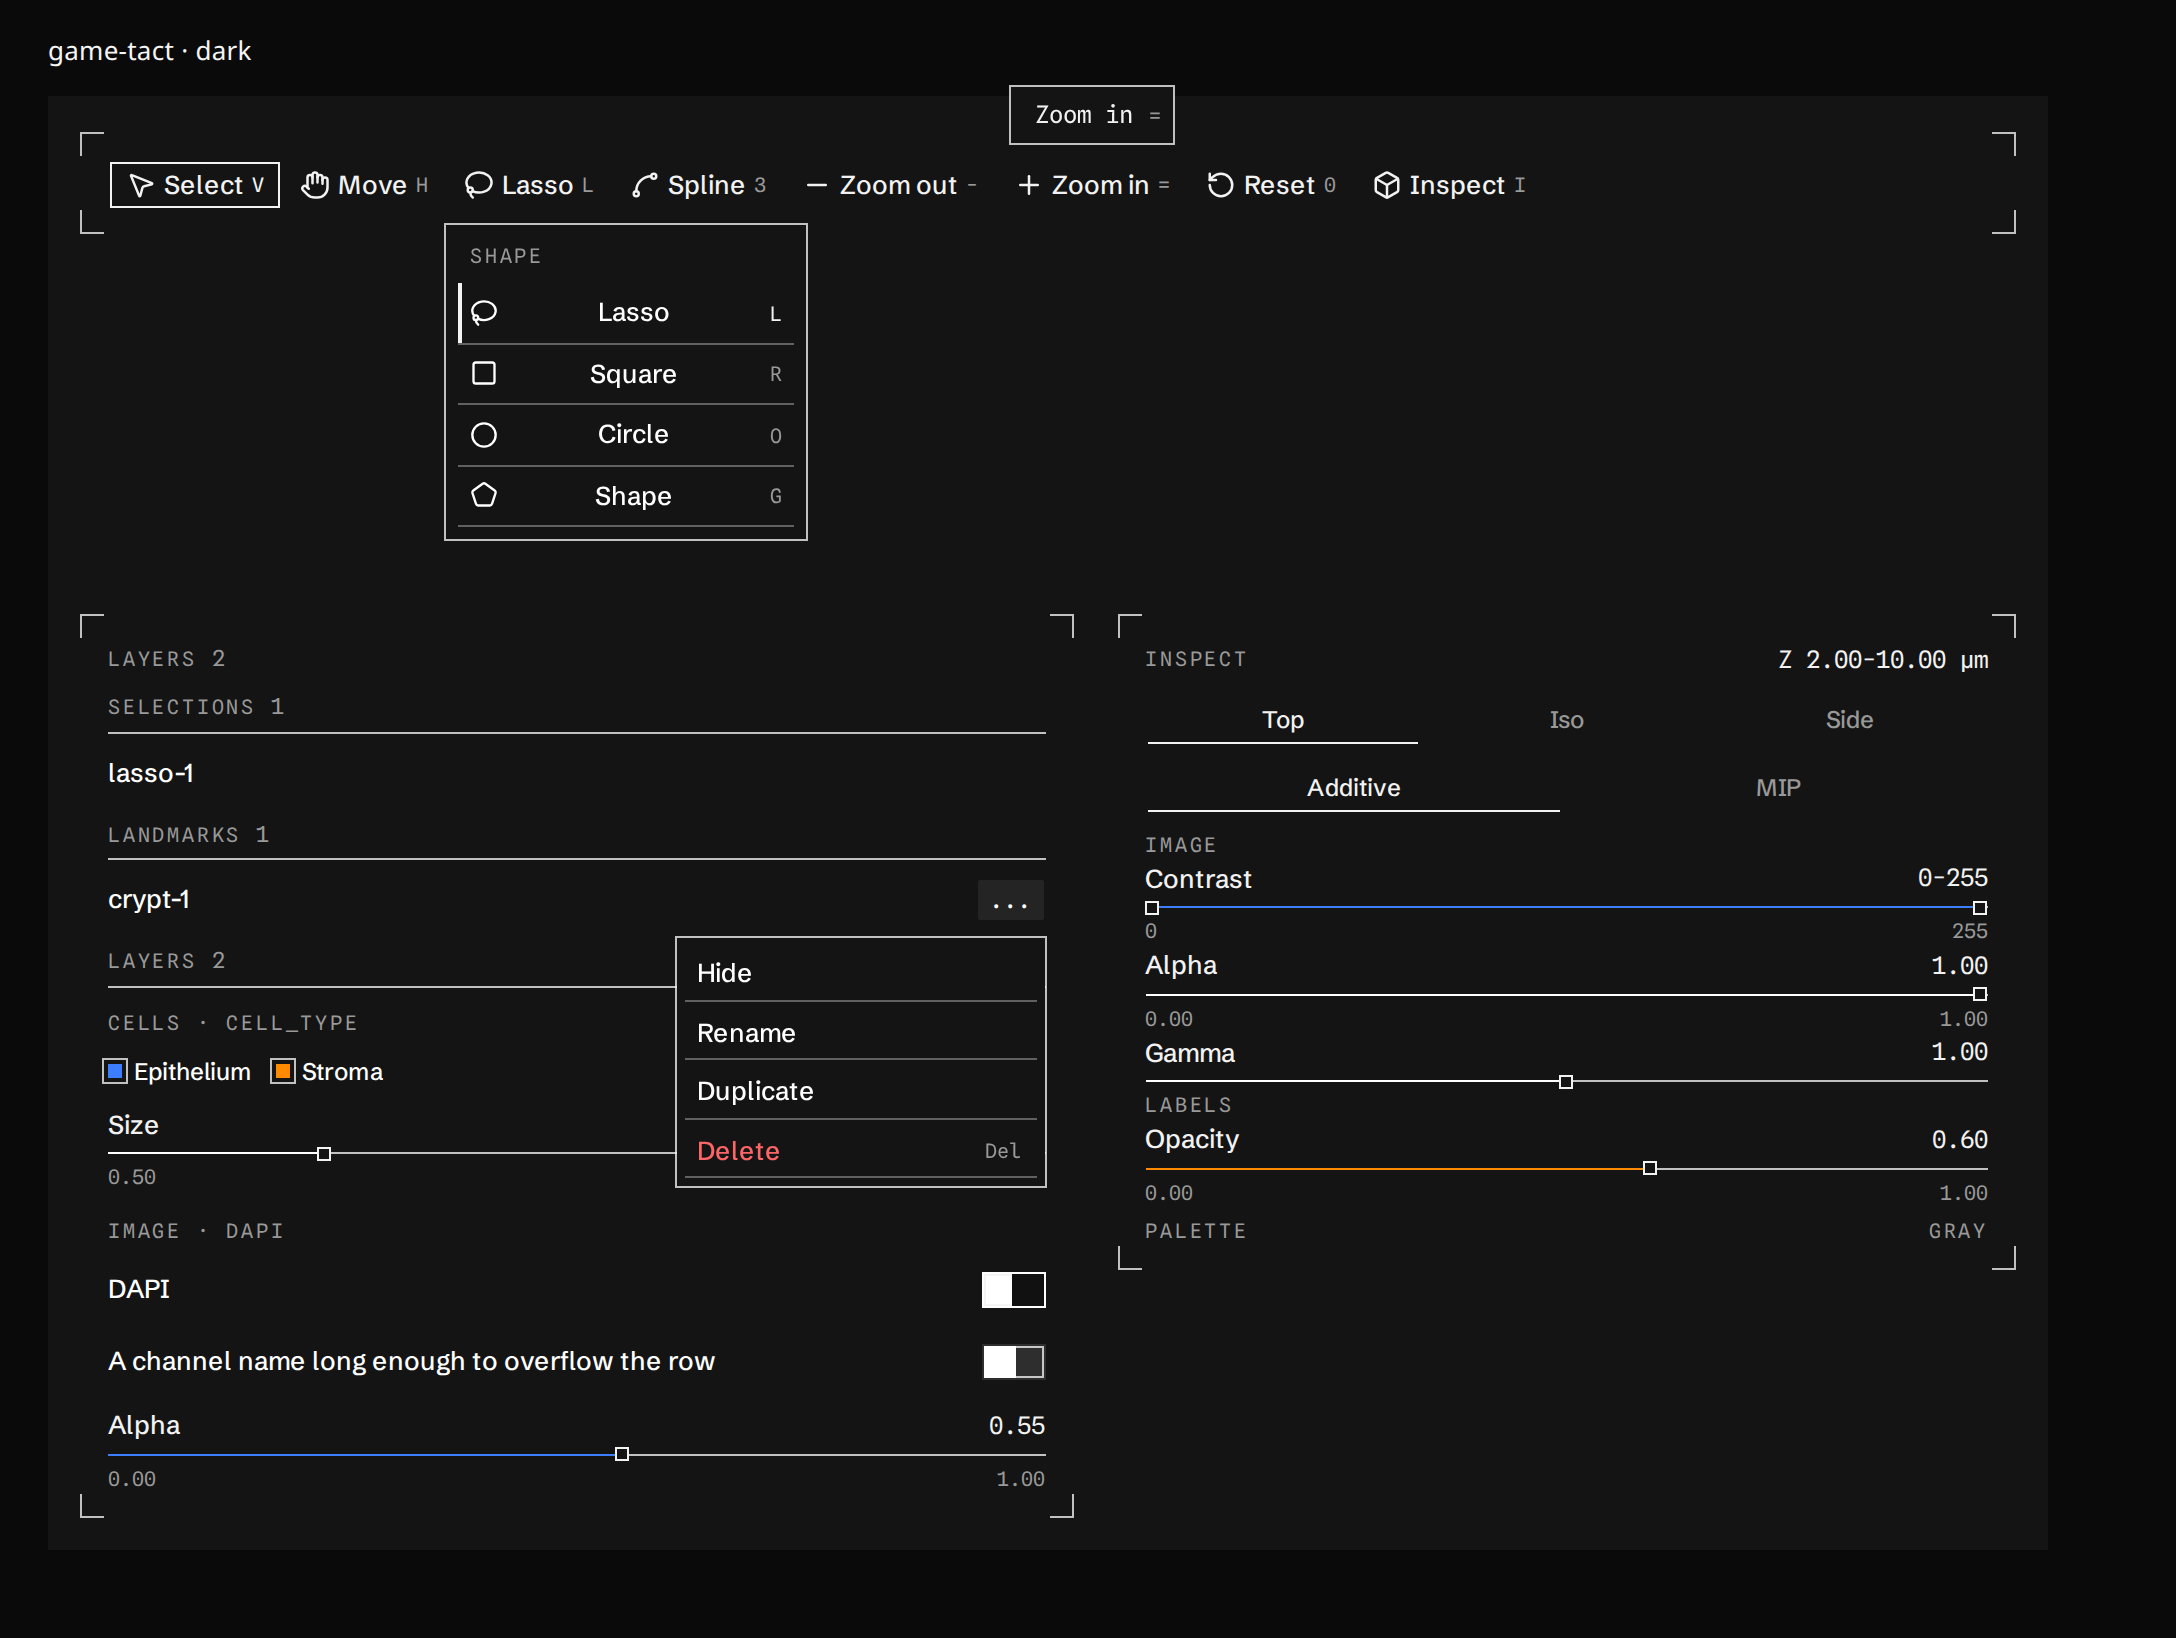 game-tact · dark
Zoom in =
Select V Move H Lasso L Spline 3 Zoom out - Zoom in = Reset 0 Inspect I
SHAPE
Lasso L
Square R
Circle O
Shape G
LAYERS 2
SELECTIONS 1
lasso-1
LANDMARKS 1
crypt-1 ...
LAYERS 2
CELLS · CELL_TYPE
Epithelium Stroma
Size
0.50
Hide
Rename
Duplicate
Delete Del
IMAGE · DAPI
DAPI
A channel name long enough to overflow the row
Alpha 0.55
0.00 1.00
INSPECT Z 2.00–10.00 µm
Top Iso Side
Additive MIP
IMAGE
Contrast 0–255
0 255
Alpha 1.00
0.00 1.00
Gamma 1.00
LABELS
Opacity 0.60
0.00 1.00
PALETTE GRAY